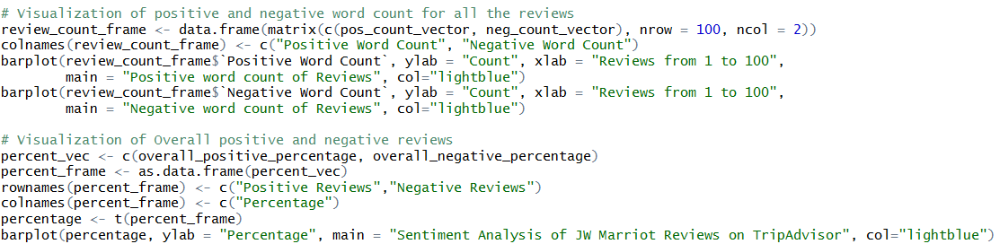 # Visualization of positive and negative word count for all the reviews
review_count_frame <- data.frame(matrix(c(pos_count_vector, neg_count_vector), nrow = 100, ncol = 2))
colnames(review_count_frame) <- c("Positive Word Count", "Negative Word Count")
barplot(review_count_frame$`Positive Word Count`, ylab = "Count", xlab = "Reviews from 1 to 100",
        main = "Positive word count of Reviews", col="lightblue")
barplot(review_count_frame$`Negative Word Count`, ylab = "Count", xlab = "Reviews from 1 to 100",
        main = "Negative word count of Reviews", col="lightblue")

# Visualization of Overall positive and negative reviews
percent_vec <- c(overall_positive_percentage, overall_negative_percentage)
percent_frame <- as.data.frame(percent_vec)
rownames(percent_frame) <- c("Positive Reviews","Negative Reviews")
colnames(percent_frame) <- c("Percentage")
percentage <- t(percent_frame)
barplot(percentage, ylab = "Percentage", main = "Sentiment Analysis of JW Marriot Reviews on TripAdvisor", col="lightblue")